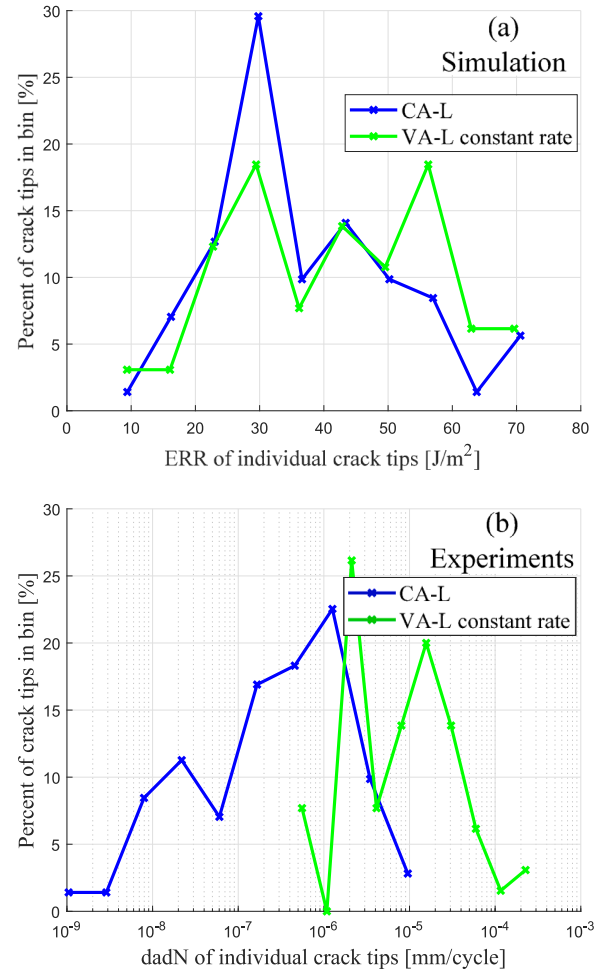 (a)
Simulation
CA-L
VA-L constant rate
Percent of crack tips in bin [%]
30
25
20
15
10
5
0
0 10 20 30 40 50 60 70 80
ERR of individual crack tips [J/m²]
(b)
Experiments
CA-L
VA-L constant rate
Percent of crack tips in bin [%]
30
25
20
15
10
5
0
10⁻⁹ 10⁻⁸ 10⁻⁷ 10⁻⁶ 10⁻⁵ 10⁻⁴ 10⁻³
dadN of individual crack tips [mm/cycle]